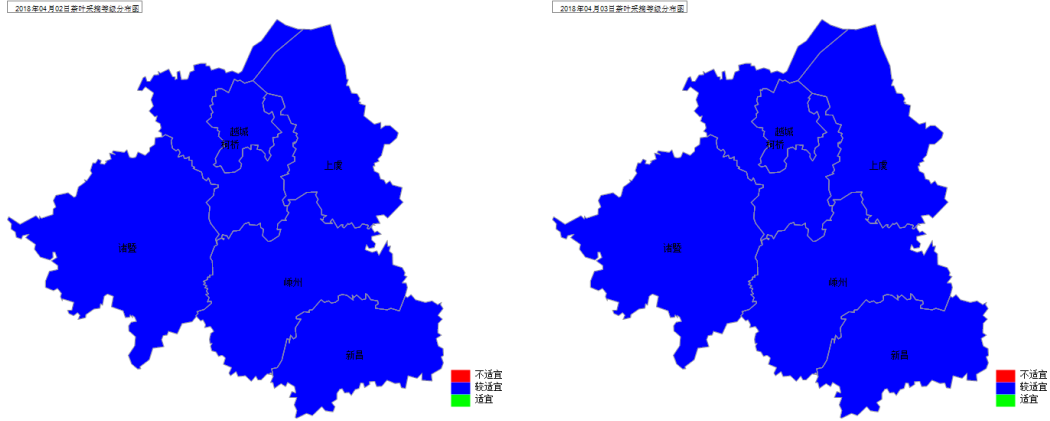 2018年04月02日茶叶采摘等级分布图
越城
柯桥
上虞
诸暨
嵊州
新昌
不适宜
较适宜
适宜
2018年04月03日茶叶采摘等级分布图
越城
柯桥
上虞
诸暨
嵊州
新昌
不适宜
较适宜
适宜